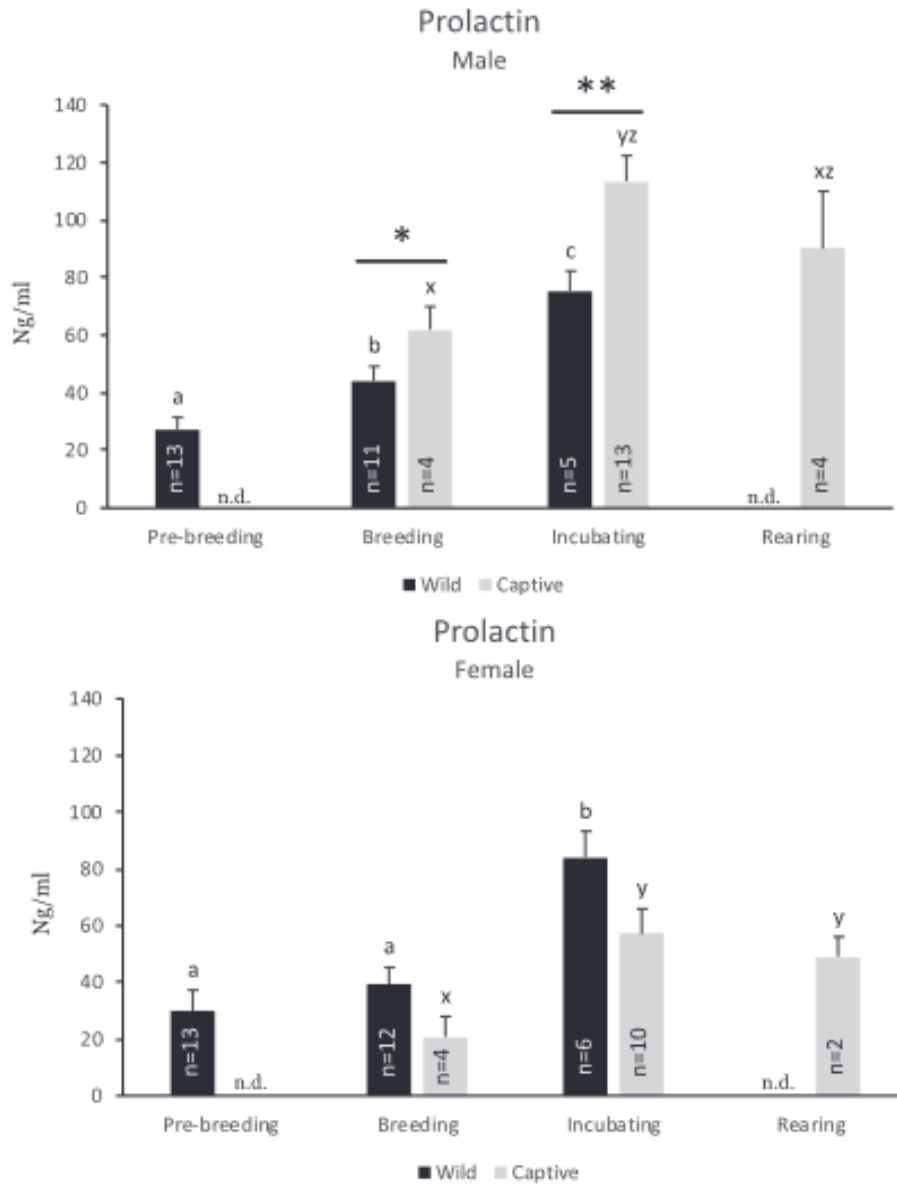 Prolactin
Male
**
140
yz
120
xz
100
*
c
80
x
Ng/ml
60
b
40
a
20
n=13
n.d.
n=11
n=4
n=5
n=13
n.d.
n=4
0
Pre-breeding Breeding Incubating Rearing
Wild Captive
Prolactin
Female
140
120
100
b
80
y
y
Ng/ml
60
a
a
40
x
20
n=13
n.d.
n=12
n=4
n=6
n=10
n.d.
n=2
0
Pre-breeding Breeding Incubating Rearing
Wild Captive